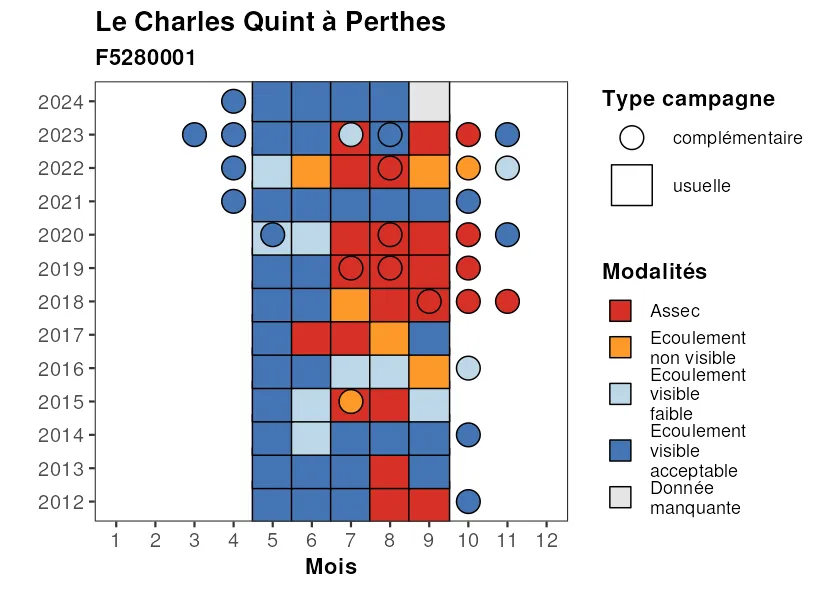 Le Charles Quint à Perthes
F5280001
2024
2023
2022
2021
2020
2019
2018
2017
2016
2015
2014
2013
2012
1 2 3 4 5 6 7 8 9 10 11 12
Mois
Type campagne
complémentaire
usuelle
Modalités
Assec
Ecoulement
non visible
Ecoulement
visible
faible
Ecoulement
visible
acceptable
Donnée
manquante